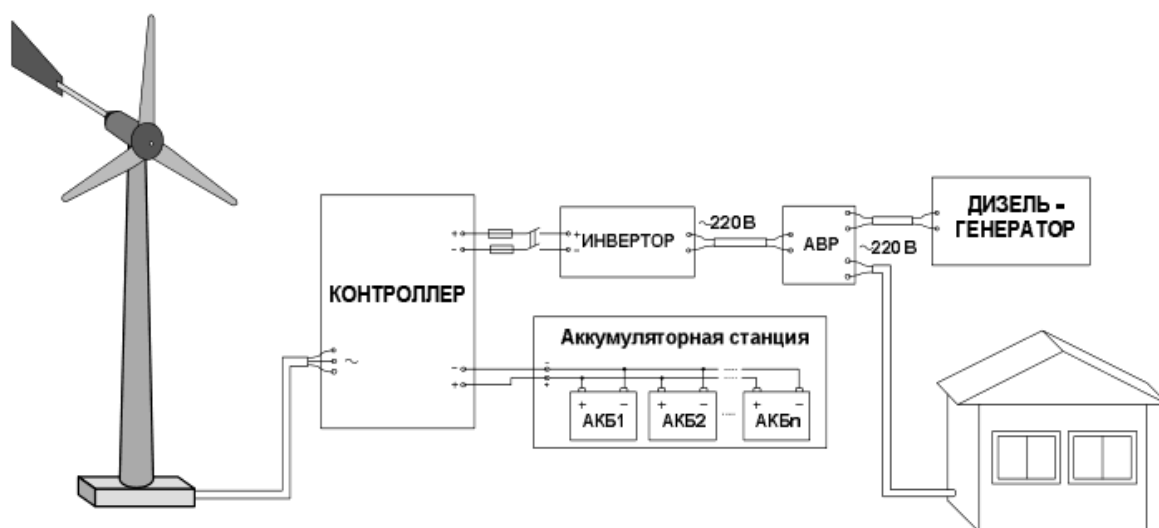 ДИЗЕЛЬ -
ГЕНЕРАТОР
~220В
ИНВЕРТОР
АВР
~220В
+
-
+
-
КОНТРОЛЛЕР
Аккумуляторная станция
~
-
+
-
+
+ -
+ -
+ -
АКБ1
АКБ2
АКБn